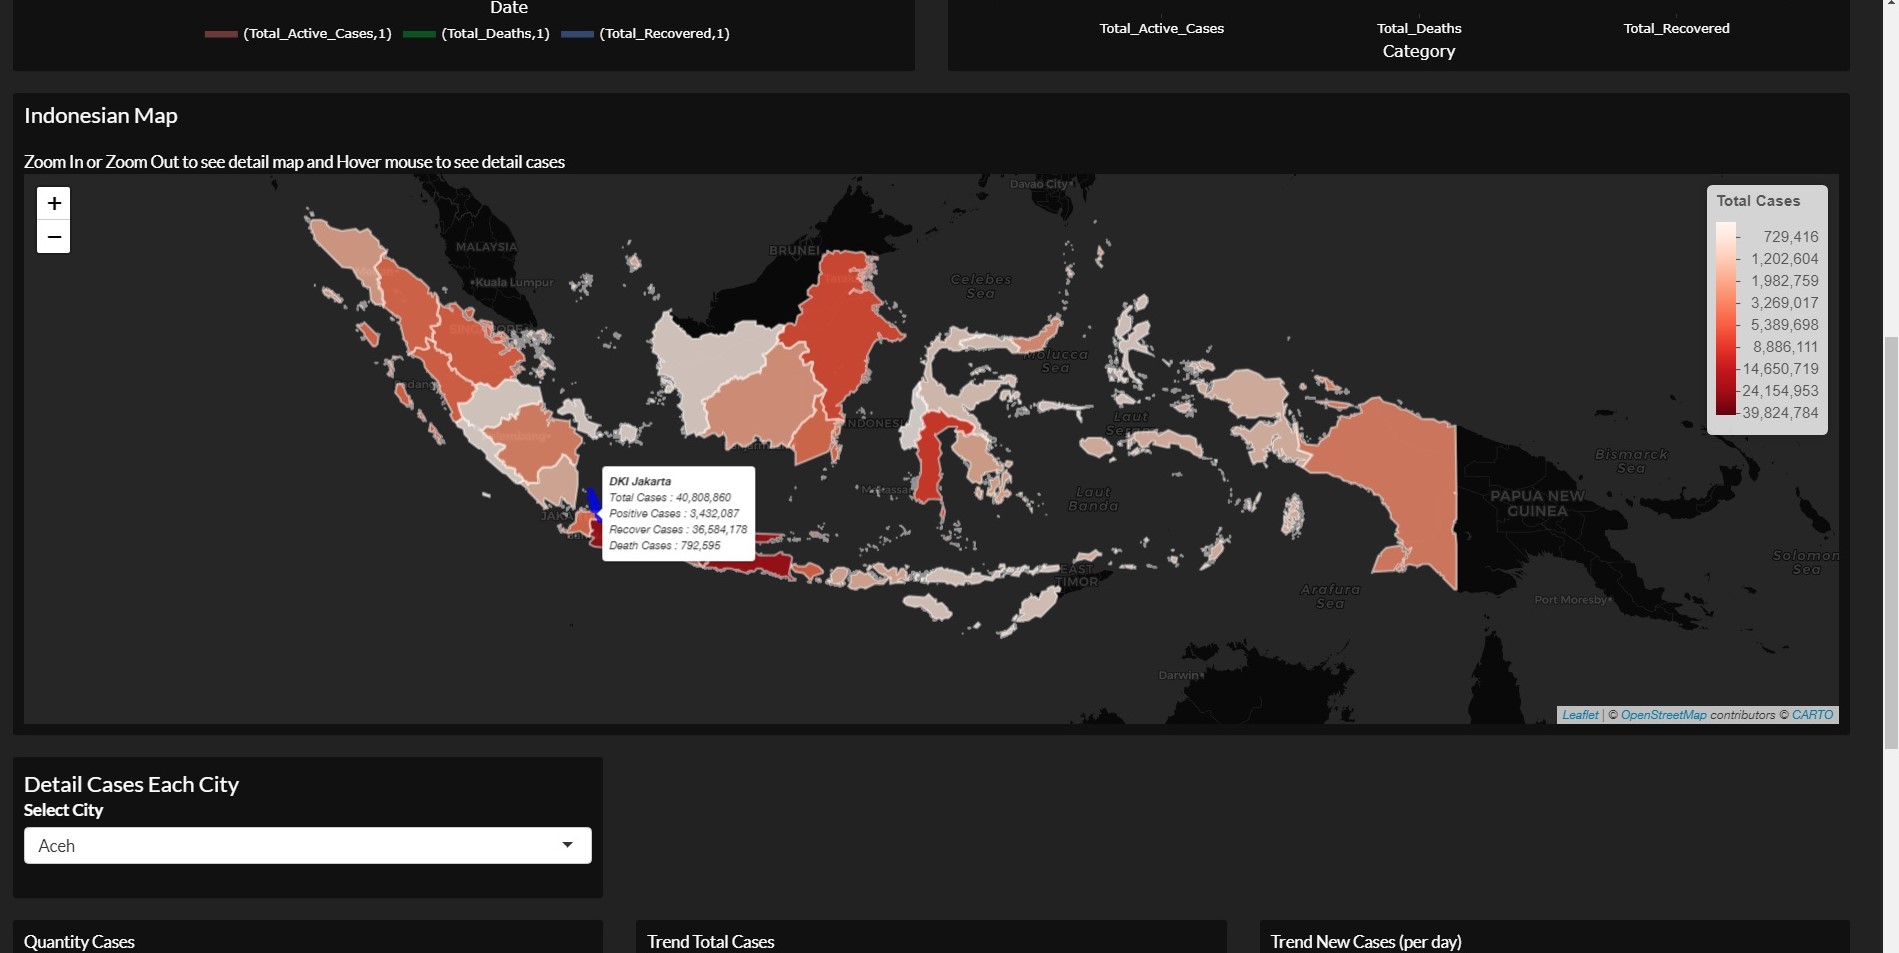 Date
(Total_Active_Cases,1) (Total_Deaths,1) (Total_Recovered,1)
Total_Active_Cases Total_Deaths Total_Recovered
Category
Indonesian Map
Zoom In or Zoom Out to see detail map and Hover mouse to see detail cases
+
−
Davao City
MALAYSIA
Kuala Lumpur
BRUNEI
Celebes
Sea
SINGAPORE
Molucca
Sea
Padang
INDONESI
Laut
Seram
Makassar
Laut
Banda
Bismarck
Sea
PAPUA NEW
GUINEA
Solomon
Sea
EAST
TIMOR
Arafura
Sea
Port Moresby
Darwin
DKI Jakarta
Total Cases : 40,808,860
Positive Cases : 3,432,087
Recover Cases : 36,584,178
Death Cases : 792,595
Total Cases
729,416
1,202,604
1,982,759
3,269,017
5,389,698
8,886,111
14,650,719
24,154,953
39,824,784
Leaflet | © OpenStreetMap contributors © CARTO
Detail Cases Each City
Select City
Aceh
Quantity Cases
Trend Total Cases
Trend New Cases (per day)